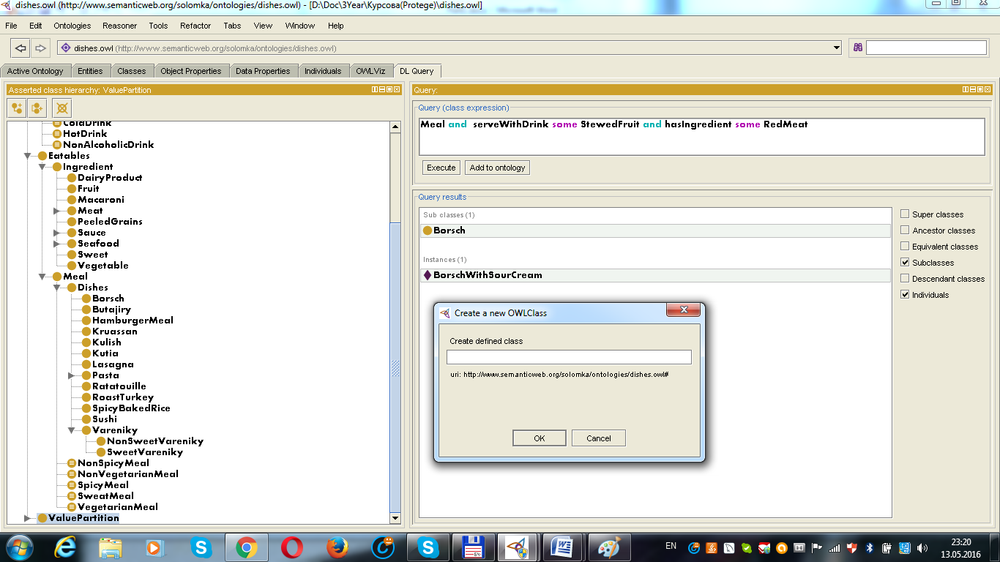 dishes.owl (http://www.semanticweb.org/solomka/ontologies/dishes.owl) - [D:\Doc\3Year\Курсова(Protege)\dishes.owl]
File Edit Ontologies Reasoner Tools Refactor Tabs View Window Help
dishes.owl (http://www.semanticweb.org/solomka/ontologies/dishes.owl)
Active Ontology Entities Classes Object Properties Data Properties Individuals OWLViz DL Query
Asserted class hierarchy: ValuePartition
ColdDrink
HotDrink
NonAlcoholicDrink
Eatables
Ingredient
DairyProduct
Fruit
Macaroni
Meat
PeeledGrains
Sauce
Seafood
Sweet
Vegetable
Meal
Dishes
Borsch
Butajiry
HamburgerMeal
Kruassan
Kulish
Kutia
Lasagna
Pasta
Ratatouille
RoastTurkey
SpicyBakedRice
Sushi
Vareniky
NonSweetVareniky
SweetVareniky
NonSpicyMeal
NonVegetarianMeal
SpicyMeal
SweatMeal
VegetarianMeal
ValuePartition
Query:
Query (class expression)
Meal and serveWithDrink some StewedFruit and hasIngredient some RedMeat
Execute Add to ontology
Query results
Sub classes (1)
Borsch
Instances (1)
BorschWithSourCream
Super classes
Ancestor classes
Equivalent classes
Subclasses
Descendant classes
Individuals
Create a new OWLClass
Create defined class
uri: http://www.semanticweb.org/solomka/ontologies/dishes.owl#
OK Cancel
EN
23:20
13.05.2016